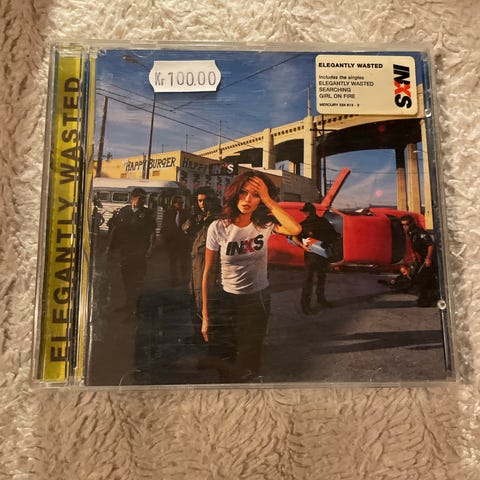 Kr 100.00
ELEGANTLY WASTED
Includes the singles
ELEGANTLY WASTED
SEARCHING
GIRL ON FIRE
INXS
ELEGANTLY WASTED
HAPPY BURGER
INXS
INXS